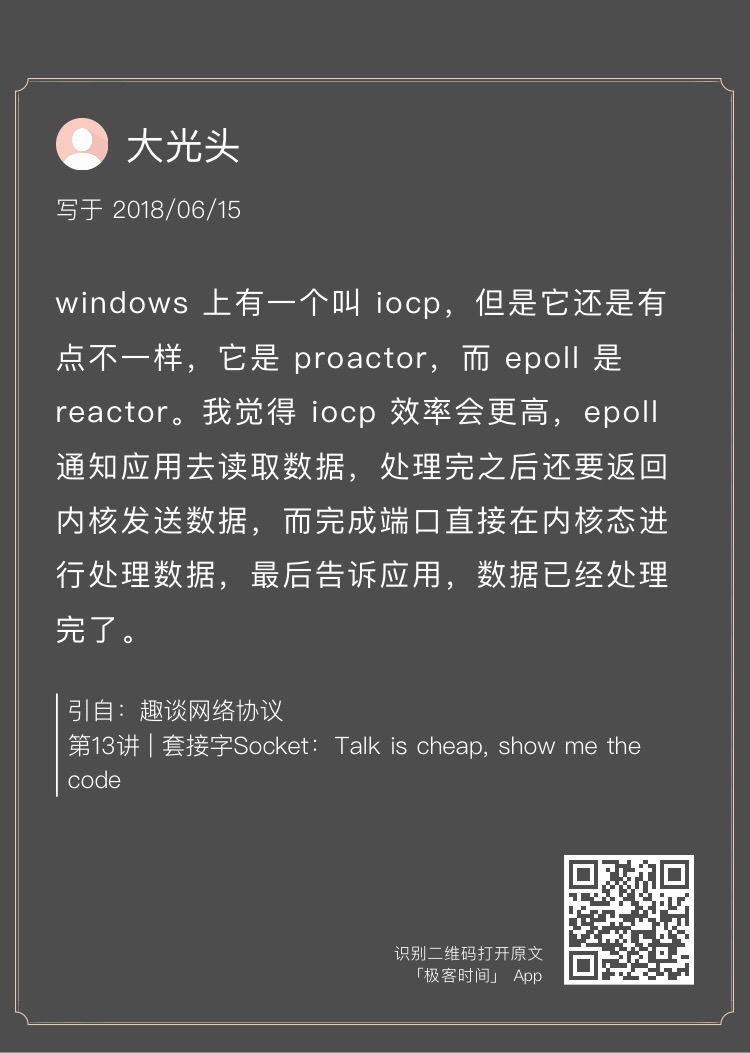 大光头
写于 2018/06/15
windows 上有一个叫 iocp，但是它还是有
点不一样，它是 proactor，而 epoll 是
reactor。我觉得 iocp 效率会更高，epoll
通知应用去读取数据，处理完之后还要返回
内核发送数据，而完成端口直接在内核态进
行处理数据，最后告诉应用，数据已经处理
完了。
引自：趣谈网络协议
第13讲 | 套接字Socket：Talk is cheap, show me the
code
识别二维码打开原文
「极客时间」 App